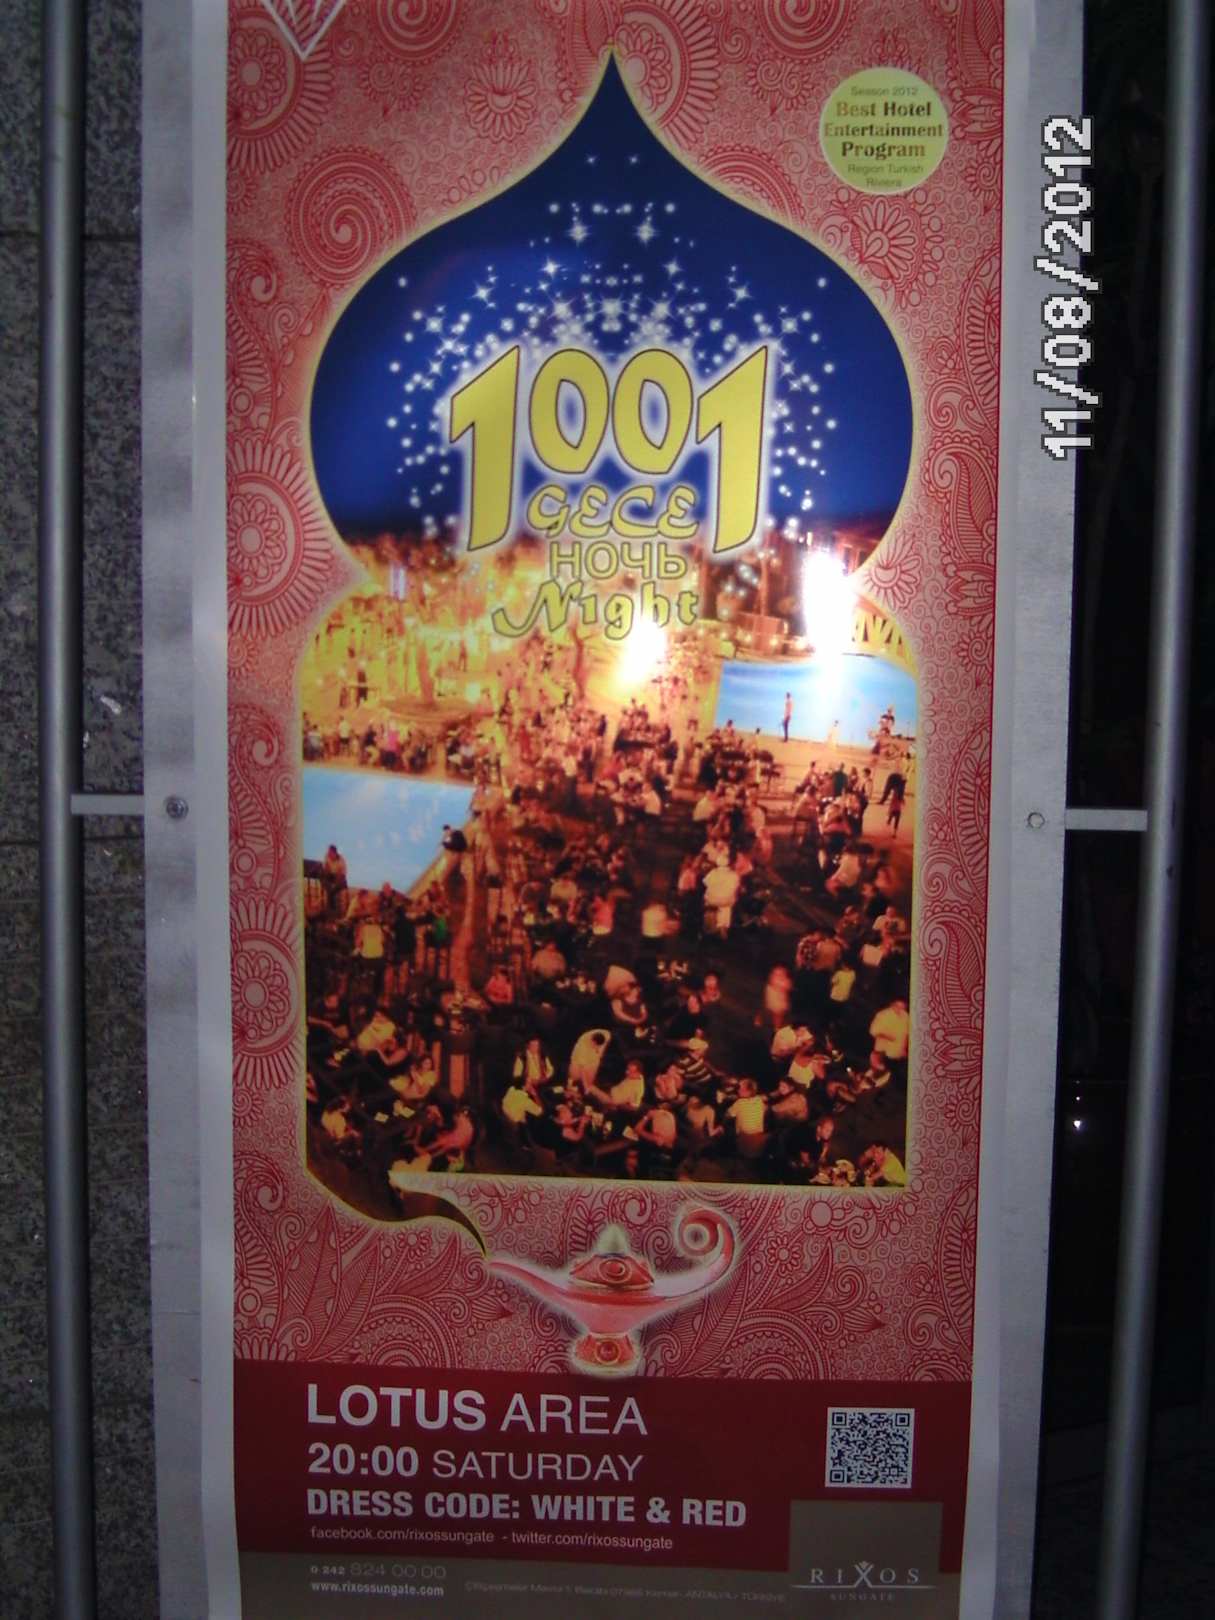 Season 2012
Best Hotel
Entertainment
Program
Region Turkish
Riviera
11/08/2012
1001
GECE
НОЧЬ
Night
LOTUS AREA
20:00 SATURDAY
DRESS CODE: WHITE & RED
facebook.com/rixossungate - twitter.com/rixossungate
0 242 824 00 00
www.rixossungate.com
RIXOS
SUNGATE